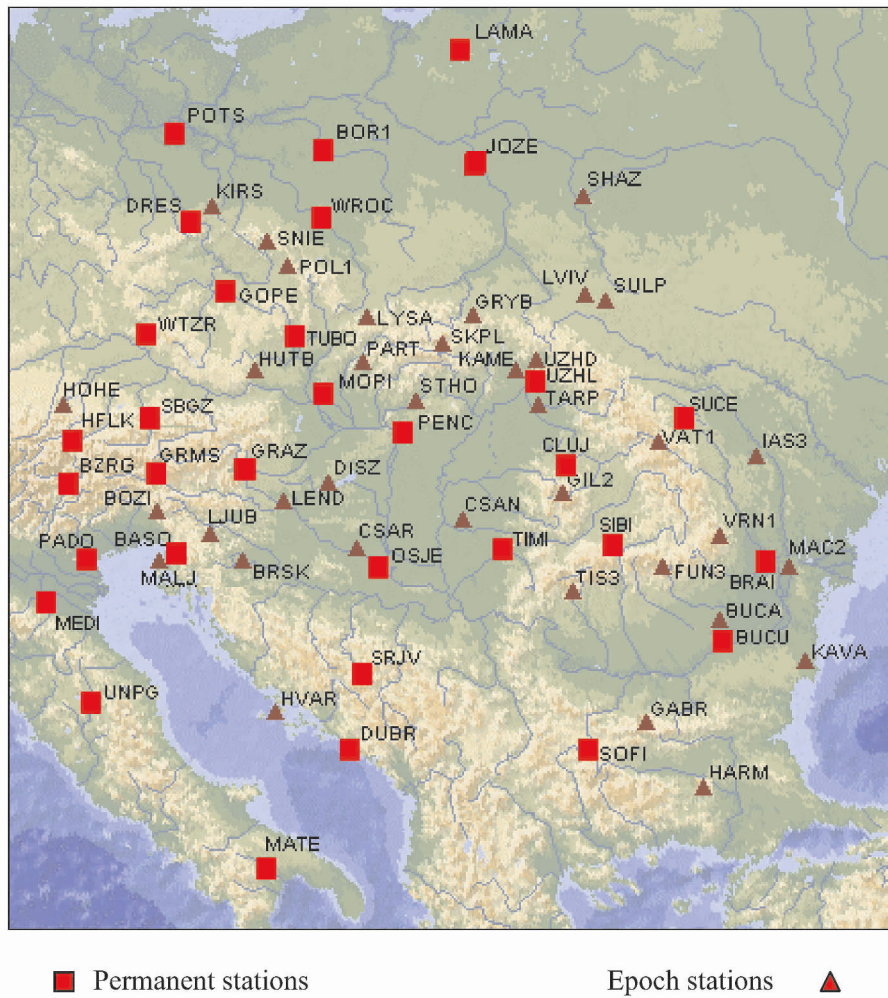 LAMA
POTS
BOR1
JOZE
SHAZ
KIRS
DRES
WROC
SNIE
POL1
GOPE
LVIV
SULP
WTZR
TUBO
LYSA
GRYB
SKPL
HUTB
PART
KAME
UZHD
UZHL
MOPI
STHO
TARP
HOHE
SBGZ
HFLK
PENC
SUCE
VAT1
IAS3
BZRG
GRMS
GRAZ
DISZ
CLUJ
GIL2
BOZI
LEND
LJUB
CSAN
PADO
BASO
CSAR
OSJE
TIMI
SIBI
VRN1
MALJ
BRSK
TIS3
FUN3
BRAI
MAC2
MEDI
BUCA
BUCU
SRJV
KAVA
UNPG
HVAR
GABR
DUBR
SOFI
HARM
MATE
Permanent stations
Epoch stations